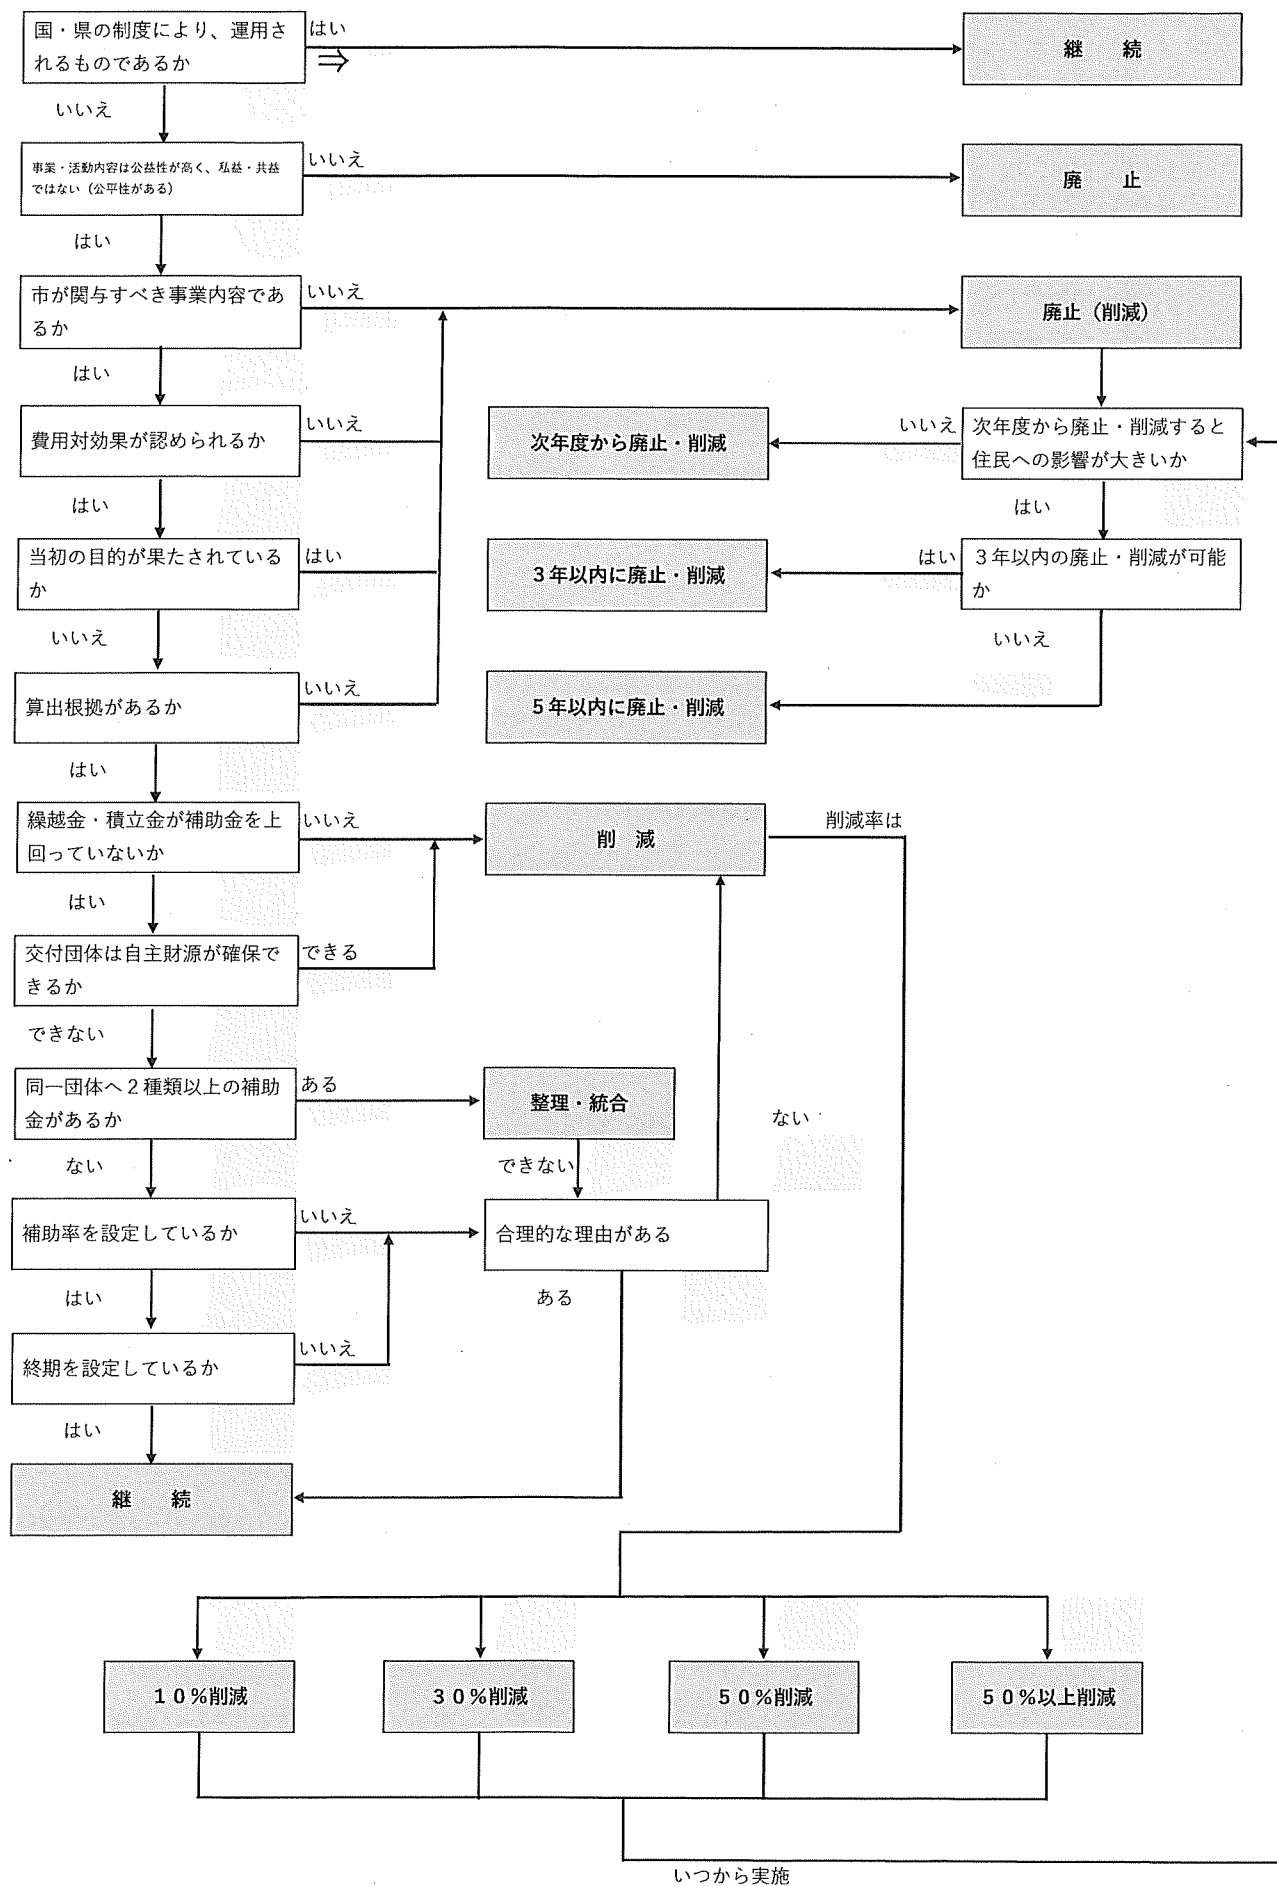 国・県の制度により、運用さ
れるものであるか
はい
⇒
継　　続
いいえ
事業・活動内容は公益性が高く、私益・共益
ではない（公平性がある）
いいえ
廃　　止
はい
市が関与すべき事業内容であ
るか
いいえ
廃止（削減）
はい
費用対効果が認められるか
いいえ
次年度から廃止・削減
いいえ
次年度から廃止・削減すると
住民への影響が大きいか
はい
はい
当初の目的が果たされている
か
はい
３年以内に廃止・削減
はい
３年以内の廃止・削減が可能
か
いいえ
いいえ
算出根拠があるか
いいえ
５年以内に廃止・削減
はい
繰越金・積立金が補助金を上
回っていないか
いいえ
削　減
削減率は
はい
交付団体は自主財源が確保で
きるか
できる
できない
同一団体へ２種類以上の補助
金があるか
ある
整理・統合
ない
ない
できない
補助率を設定しているか
いいえ
合理的な理由がある
はい
ある
終期を設定しているか
いいえ
はい
継　　続
１０％削減
３０％削減
５０％削減
５０％以上削減
いつから実施